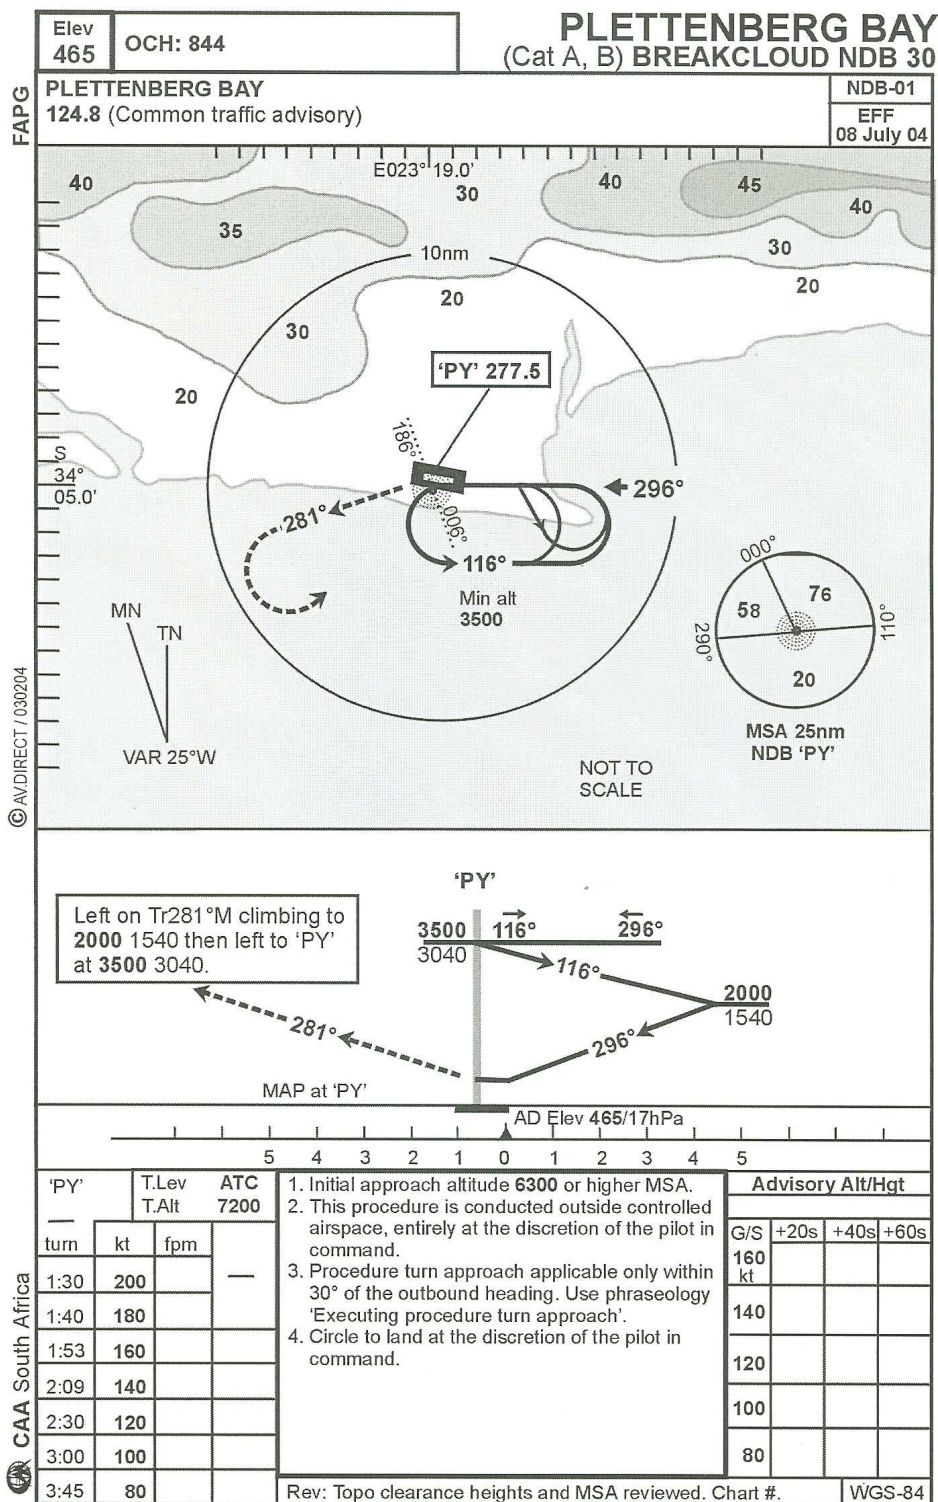 Elev
465
OCH: 844
PLETTENBERG BAY
(Cat A, B) BREAKCLOUD NDB 30
FAPG
PLETTENBERG BAY
124.8 (Common traffic advisory)
NDB-01
EFF
08 July 04
E023° 19.0'
40
30
40
45
40
35
30
10nm
20
20
30
20
'PY' 277.5
186°
S
34°
05.0'
296°
281°
006°
116°
Min alt
3500
000°
58
76
110°
290°
20
MSA 25nm
NDB 'PY'
MN
TN
VAR 25°W
NOT TO
SCALE
© AV.DIRECT / 030204
'PY'
Left on Tr281°M climbing to
2000 1540 then left to 'PY'
at 3500 3040.
3500 116° 296°
3040
116°
2000
1540
281°
296°
MAP at 'PY'
AD Elev 465/17hPa
5 4 3 2 1 0 1 2 3 4 5
'PY'
T.Lev ATC
T.Alt 7200
turn kt fpm
1:30 200 —
1:40 180
1:53 160
2:09 140
2:30 120
3:00 100
3:45 80
1. Initial approach altitude 6300 or higher MSA.
2. This procedure is conducted outside controlled
airspace, entirely at the discretion of the pilot in
command.
3. Procedure turn approach applicable only within
30° of the outbound heading. Use phraseology
'Executing procedure turn approach'.
4. Circle to land at the discretion of the pilot in
command.
Advisory Alt/Hgt
G/S +20s +40s +60s
160
kt
140
120
100
80
Rev: Topo clearance heights and MSA reviewed. Chart #.
WGS-84
CAA South Africa